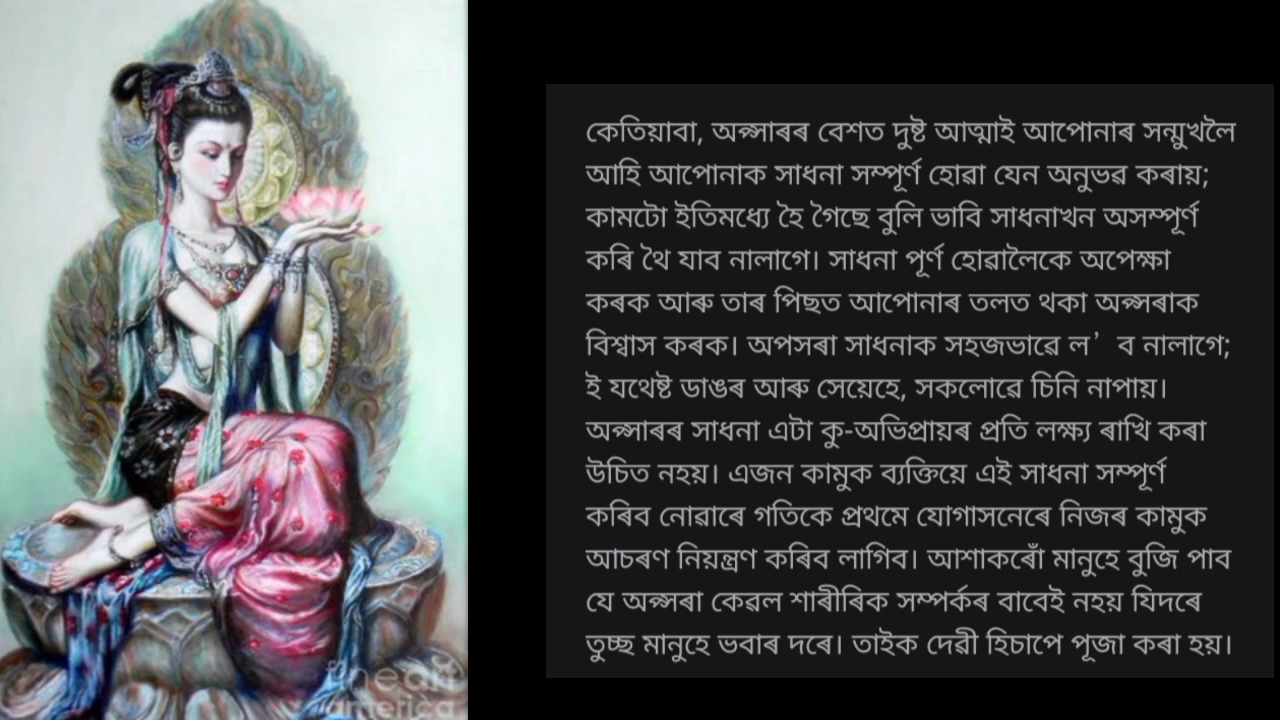 কেতিয়াবা, অপ্সাৰৰ বেশত দুষ্ট আত্মাই আপোনাৰ সন্মুখলৈ
আহি আপোনাক সাধনা সম্পূৰ্ণ হোৱা যেন অনুভৱ কৰায়;
কামটো ইতিমধ্যে হৈ গৈছে বুলি ভাবি সাধনাখন অসম্পূৰ্ণ
কৰি থৈ যাব নালাগে। সাধনা পূৰ্ণ হোৱালৈকে অপেক্ষা
কৰক আৰু তাৰ পিছত আপোনাৰ তলত থকা অপ্সৰাক
বিশ্বাস কৰক। অপসৰা সাধনাক সহজভাৱে ল’ ব নালাগে;
ই যথেষ্ট ডাঙৰ আৰু সেয়েহে, সকলোৱে চিনি নাপায়।
অপ্সাৰৰ সাধনা এটা কু-অভিপ্ৰায়ৰ প্ৰতি লক্ষ্য ৰাখি কৰা
উচিত নহয়। এজন কামুক ব্যক্তিয়ে এই সাধনা সম্পূৰ্ণ
কৰিব নোৱাৰে গতিকে প্ৰথমে যোগাসনেৰে নিজৰ কামুক
আচৰণ নিয়ন্ত্ৰণ কৰিব লাগিব। আশাকৰোঁ মানুহে বুজি পাব
যে অপ্সৰা কেৱল শাৰীৰিক সম্পৰ্কৰ বাবেই নহয় যিদৰে
তুচ্ছ মানুহে ভবাৰ দৰে। তাইক দেৱী হিচাপে পূজা কৰা হয়।
fine art
america